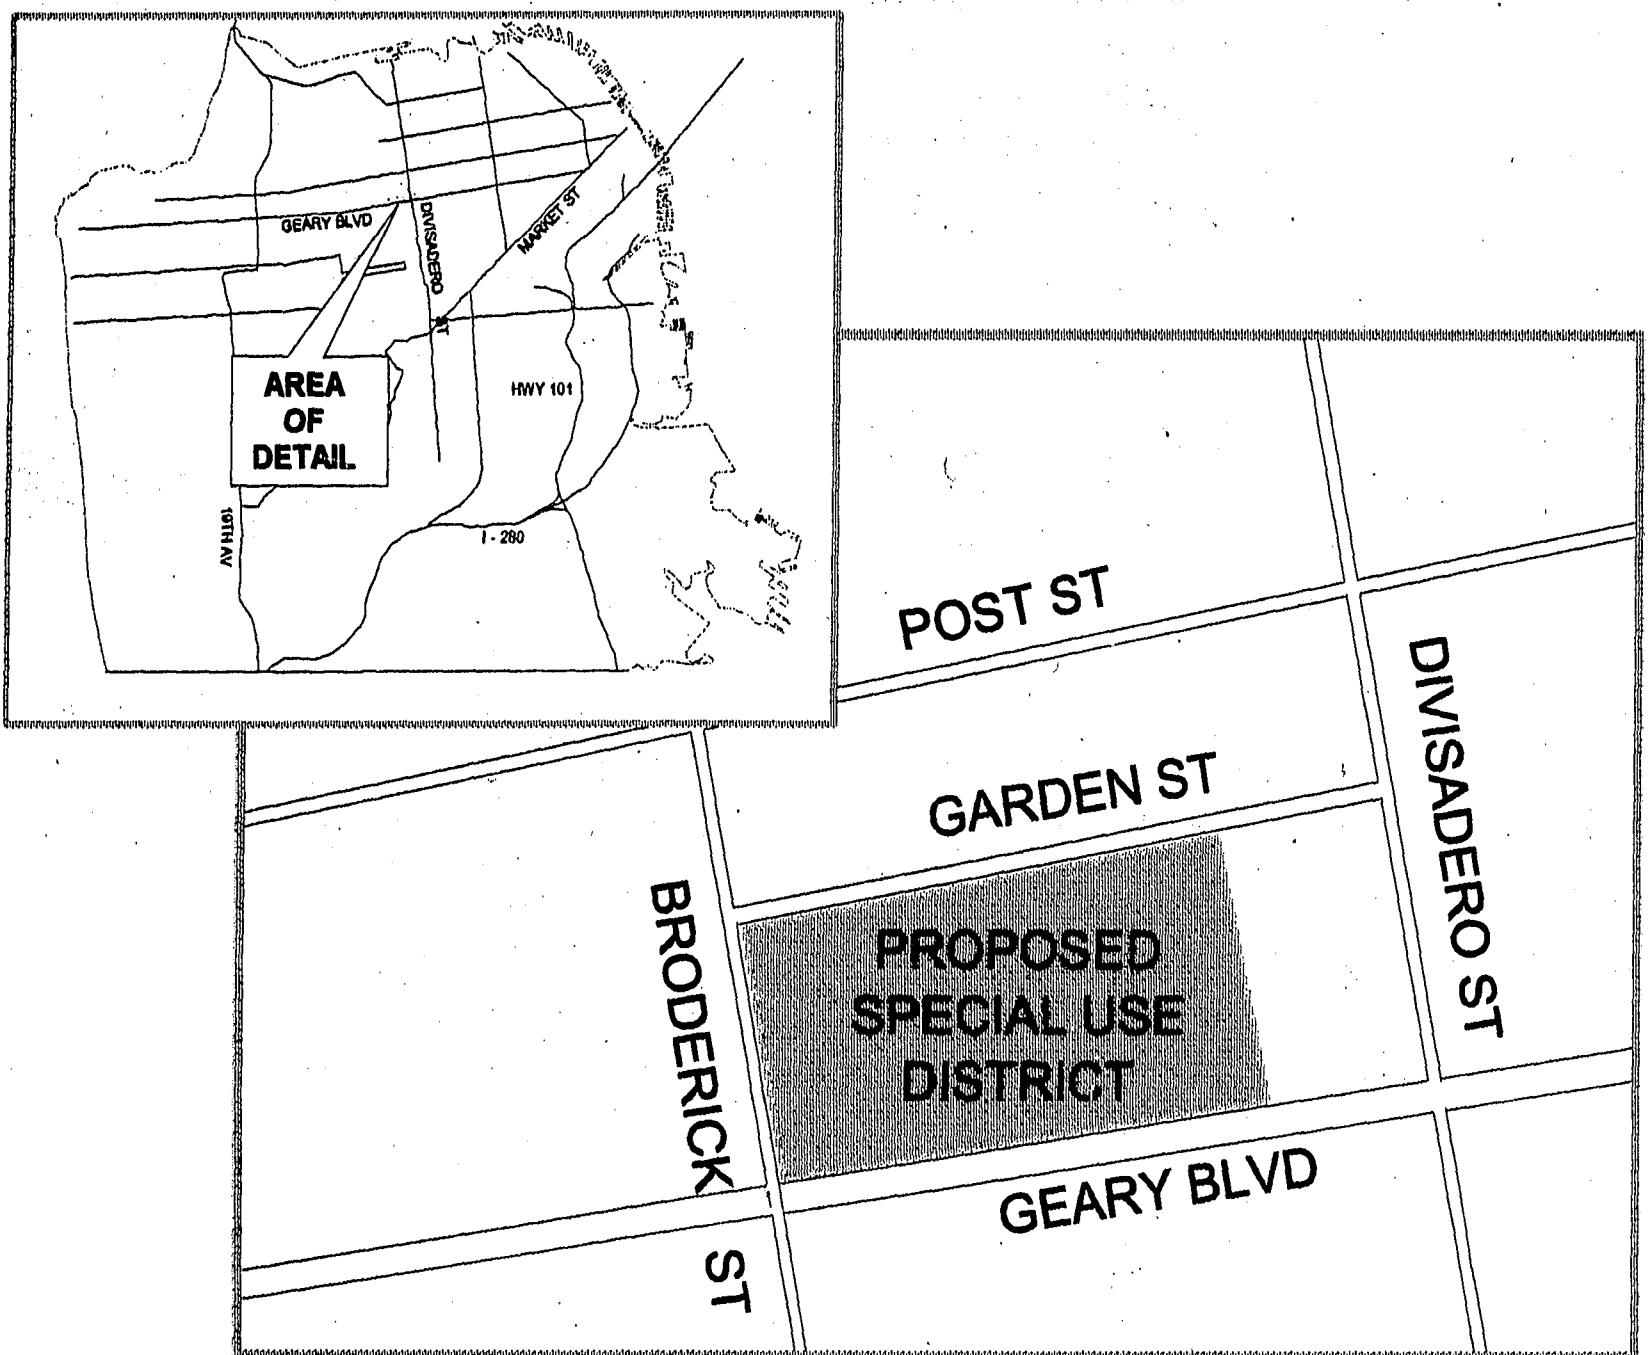 GEARY BLVD
DIVISADERO ST
MARKET ST
AREA
OF
DETAIL
HWY 101
19TH AV
I - 280
POST ST
GARDEN ST
DIVISADERO ST
BRODERICK ST
PROPOSED
SPECIAL USE
DISTRICT
GEARY BLVD